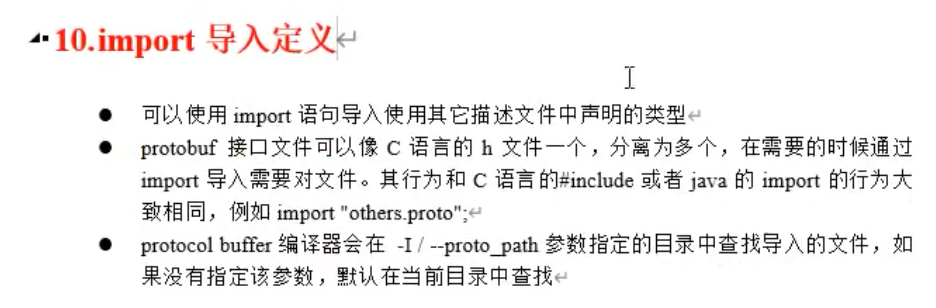 10.import 导入定义
● 可以使用 import 语句导入使用其它描述文件中声明的类型
● protobuf 接口文件可以像 C 语言的 h 文件一个，分离为多个，在需要的时候通过
import 导入需要对文件。其行为和 C 语言的#include 或者 java 的 import 的行为大
致相同，例如 import "others.proto";
● protocol buffer 编译器会在 -I / --proto_path 参数指定的目录中查找导入的文件，如
果没有指定该参数，默认在当前目录中查找